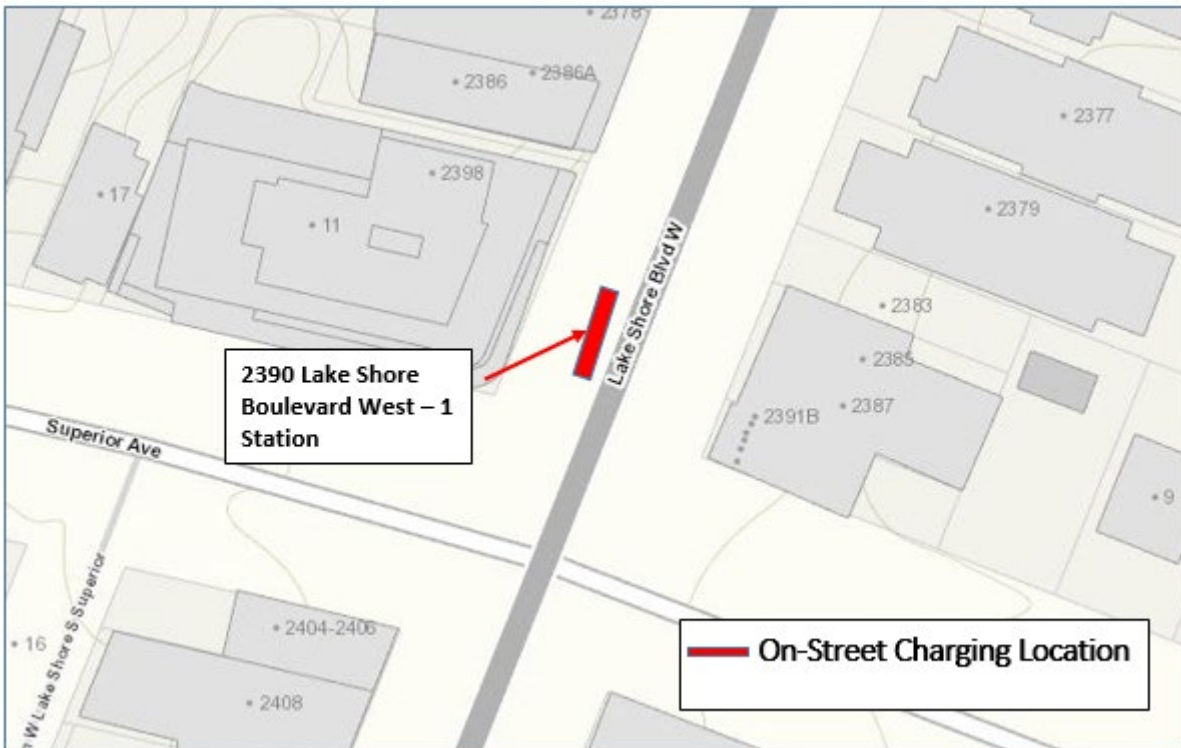 2378
2386
2386A
2377
17
2398
11
2379
Lake Shore Blvd W
2383
2385
2387
2391B
9
2390 Lake Shore
Boulevard West – 1
Station
Superior Ave
W Lake Shore S Superior
16
2404-2406
2408
On-Street Charging Location